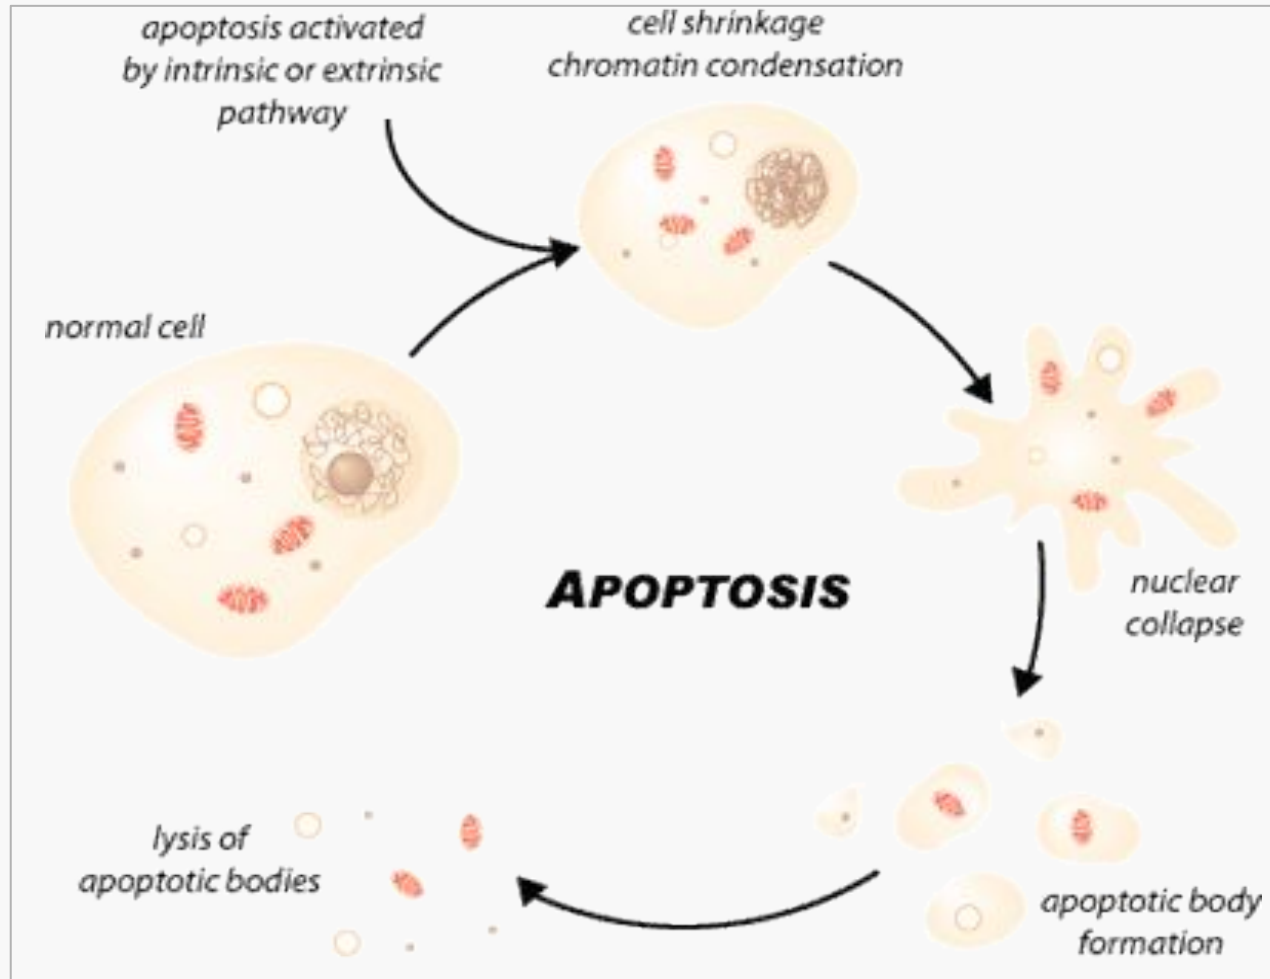 apoptosis activated
by intrinsic or extrinsic
pathway
cell shrinkage
chromatin condensation
normal cell
APOPTOSIS
nuclear
collapse
lysis of
apoptotic bodies
apoptotic body
formation